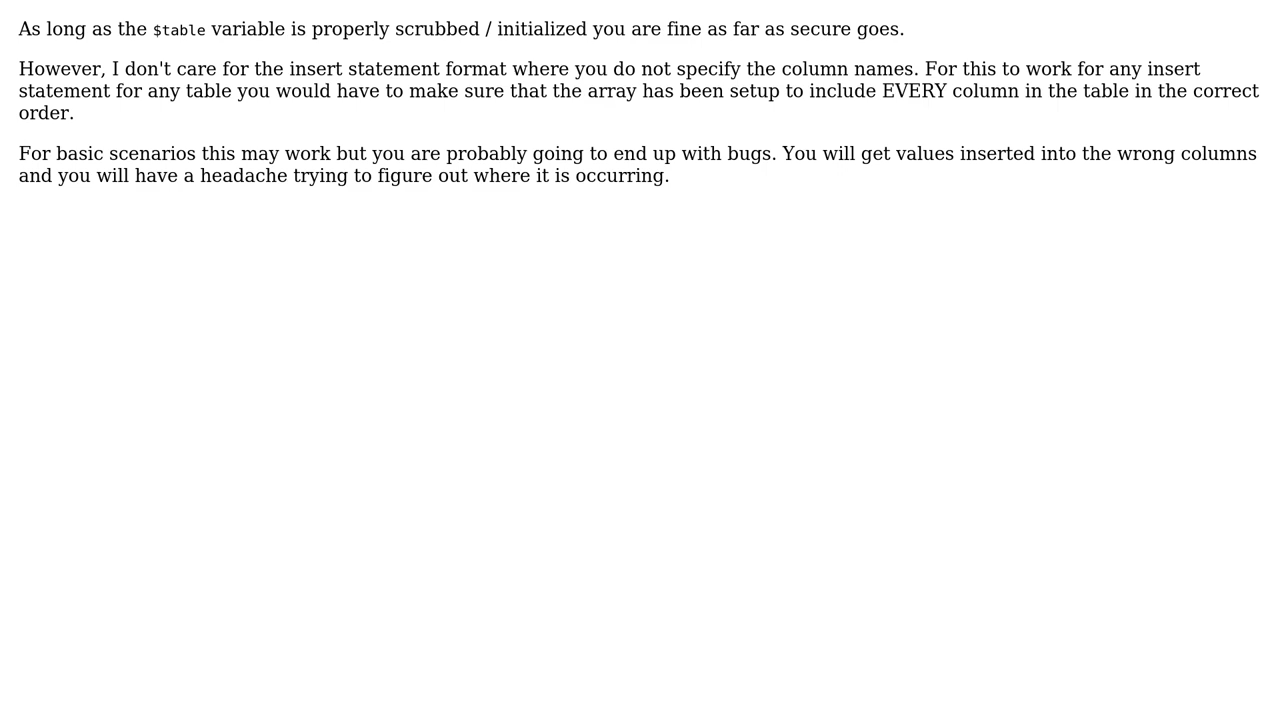 As long as the $table variable is properly scrubbed / initialized you are fine as far as secure goes.
However, I don't care for the insert statement format where you do not specify the column names. For this to work for any insert
statement for any table you would have to make sure that the array has been setup to include EVERY column in the table in the correct
order.
For basic scenarios this may work but you are probably going to end up with bugs. You will get values inserted into the wrong columns
and you will have a headache trying to figure out where it is occurring.